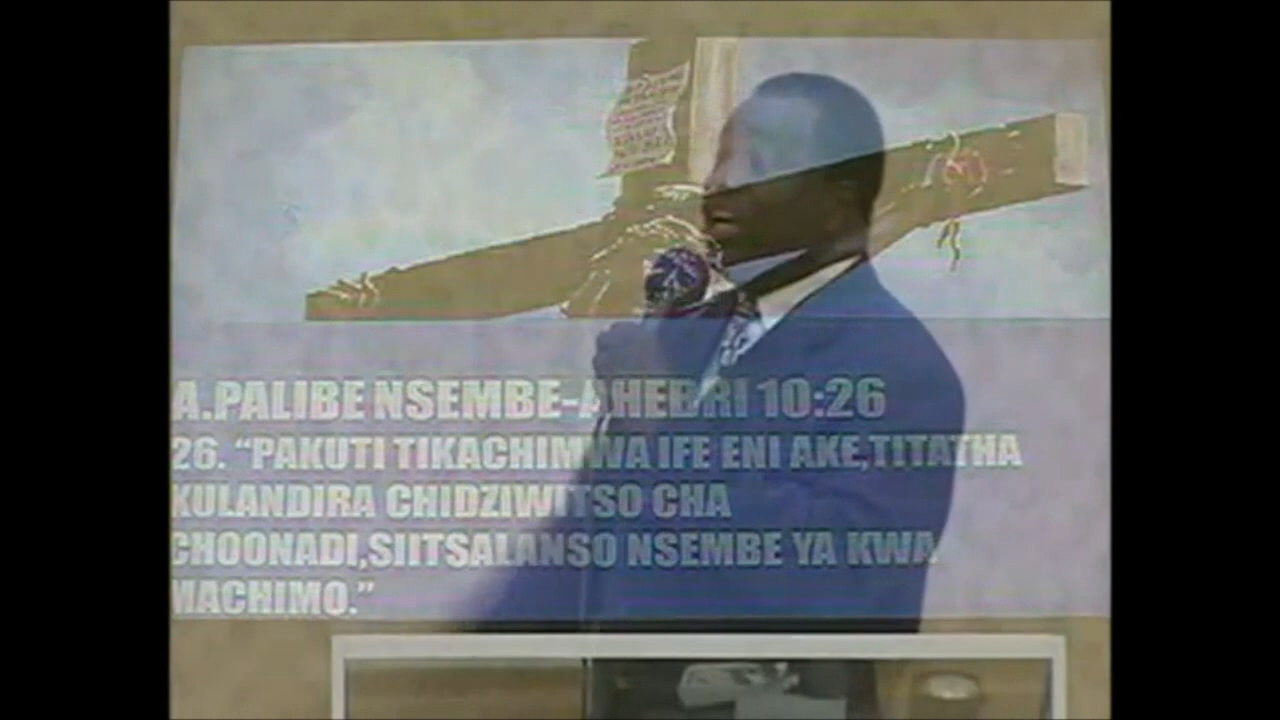 A.PALIBE NSEMBE-AHEBRI 10:26
26. "PAKUTI TIKACHIMWA IFE ENI AKE,TITATHA
KULANDIRA CHIDZIWITSO CHA
CHOONADI,SIITSALANSO NSEMBE YA KWA
MACHIMO."